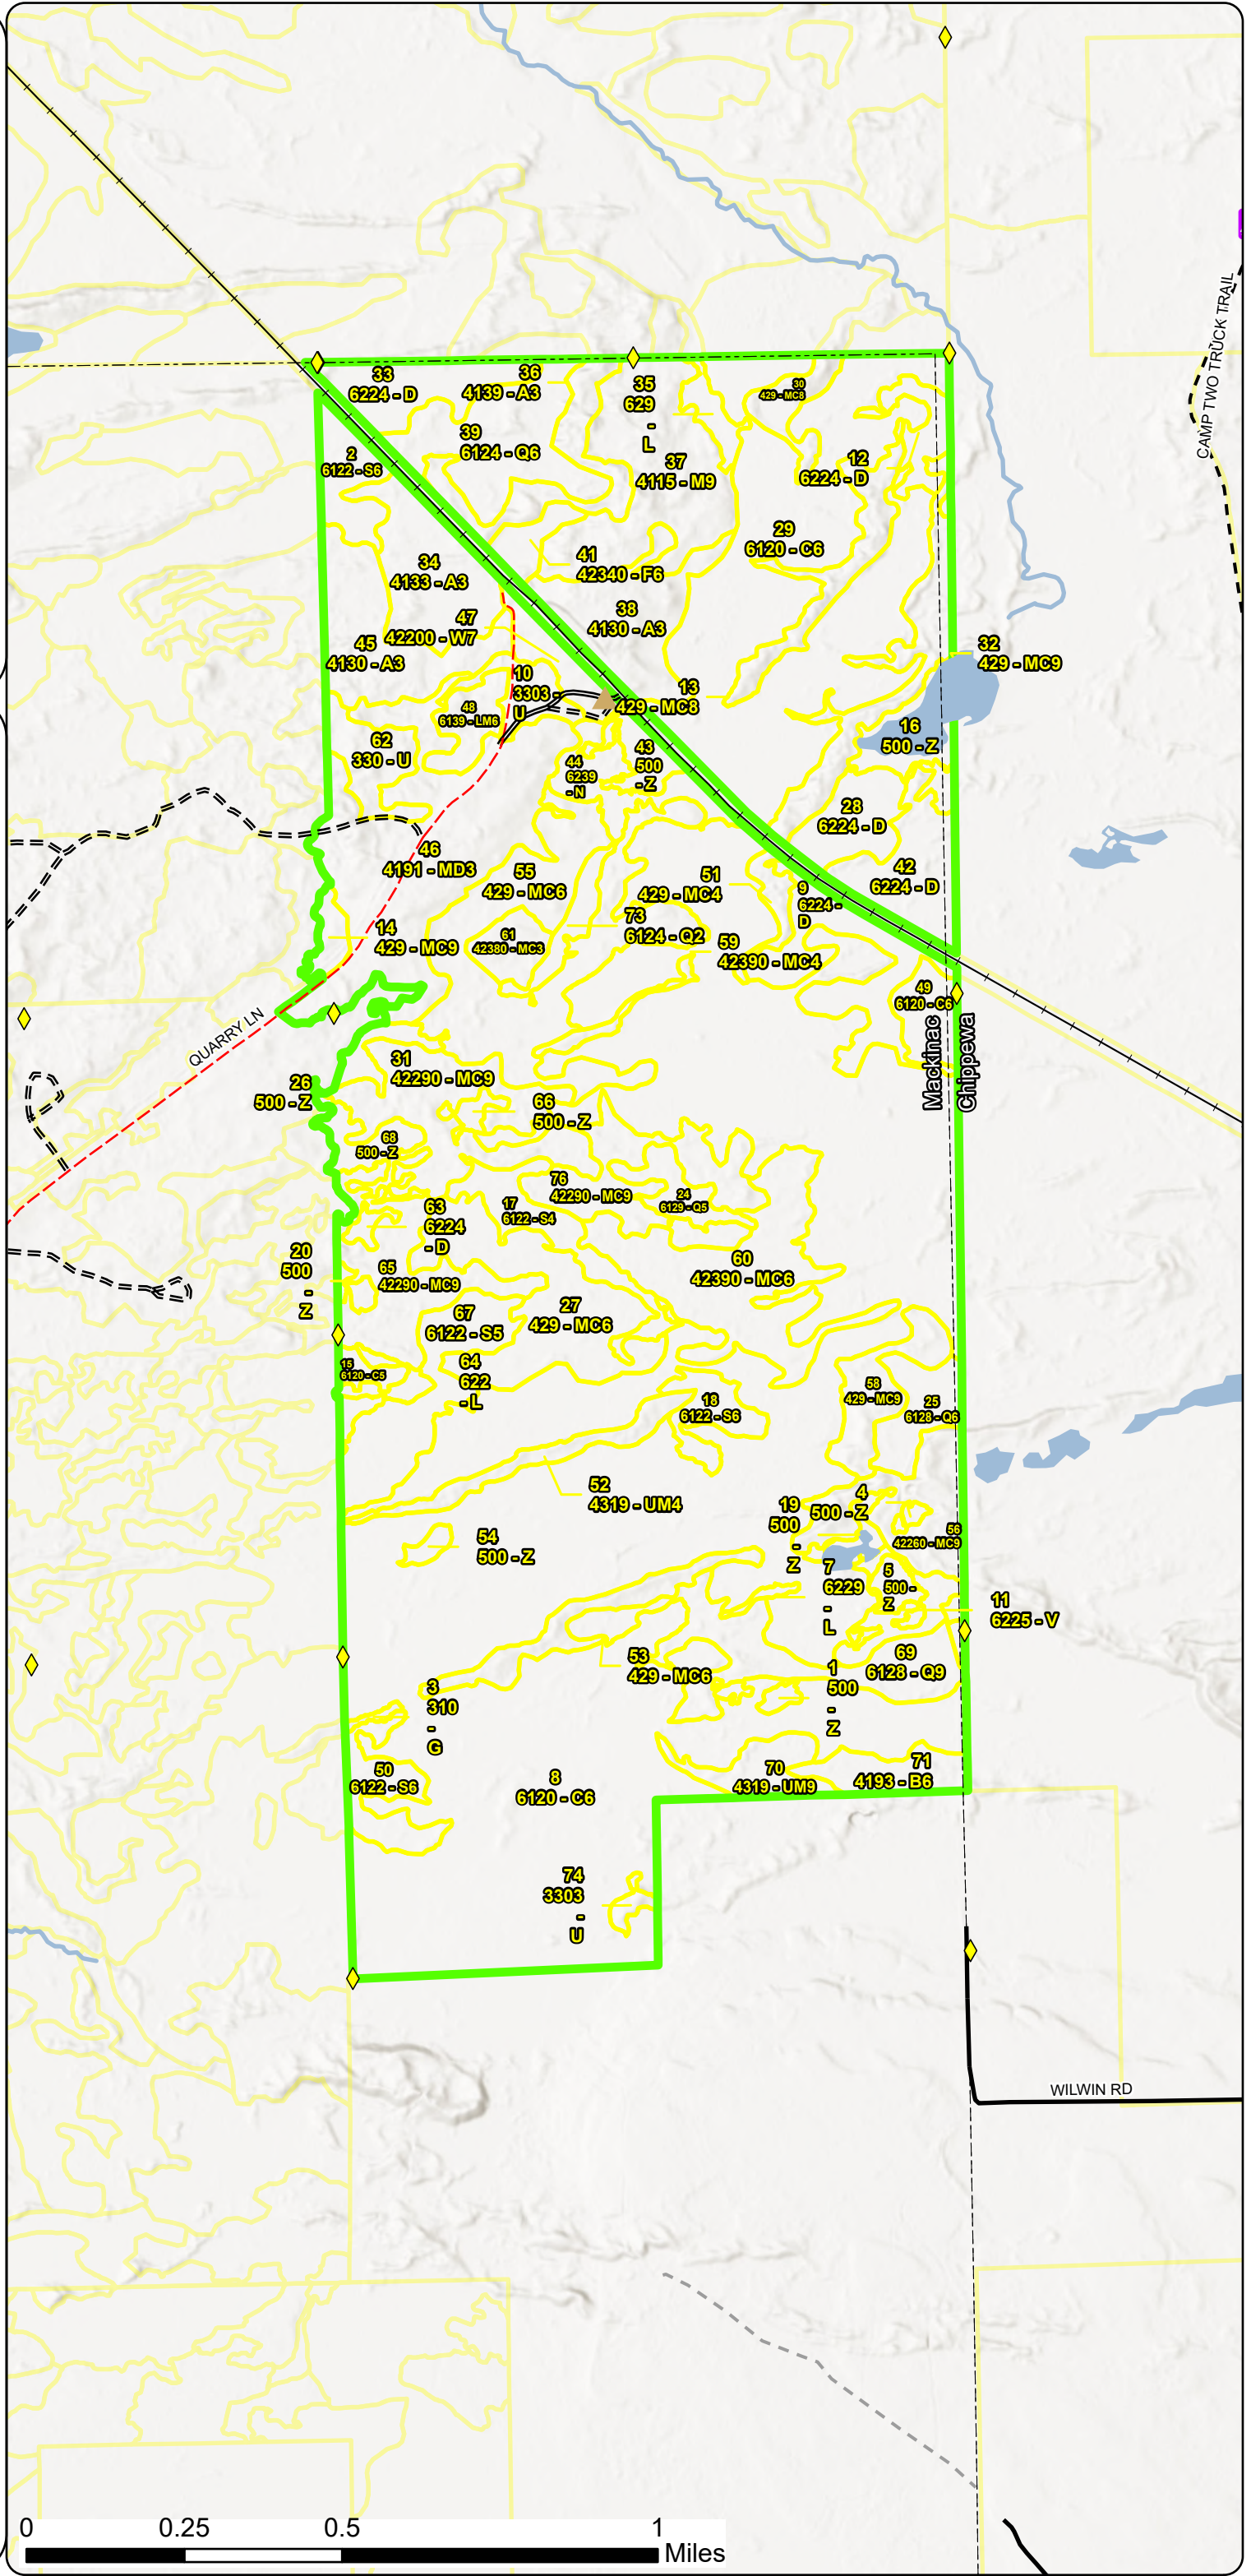 CAMP TWO TRUCK TRAIL
33
6224 - D
36
4139 - A3
35
629
-
L
30
429 - MC8
39
6124 - Q6
2
6122 - S6
37
4115 - M9
12
6224 - D
29
6120 - C6
41
42340 - F6
34
4133 - A3
38
4130 - A3
47
42200 - W7
45
4130 - A3
32
429 - MC9
10
3303 -
U
13
429 - MC8
48
6139 - LM6
16
500 - Z
62
330 - U
43
500
- Z
44
6239
- N
28
6224 - D
46
4191 - MD3
55
429 - MC6
51
429 - MC4
9
6224 -
D
42
6224 - D
14
429 - MC9
61
42380 - MC3
73
6124 - Q2
59
42390 - MC4
49
6120 - C6
QUARRY LN
Mackinac
Chippewa
31
42290 - MC9
26
500 - Z
66
500 - Z
68
500 - Z
76
42290 - MC9
17
6122 - S4
24
6129 - Q5
63
6224
- D
20
500
-
Z
65
42290 - MC9
60
42390 - MC6
67
6122 - S5
27
429 - MC6
15
6120 - C5
64
622
- L
18
6122 - S6
58
429 - MC9
25
6128 - Q6
52
4319 - UM4
19
500
-
Z
4
500 - Z
56
42260 - MC9
54
500 - Z
7
6229
-
L
5
500 -
Z
11
6225 - V
53
429 - MC6
69
6128 - Q9
1
500
-
Z
3
310
-
G
50
6122 - S6
8
6120 - C6
70
4319 - UM9
71
4193 - B6
74
3303
-
U
WILWIN RD
0 0.25 0.5 1
Miles